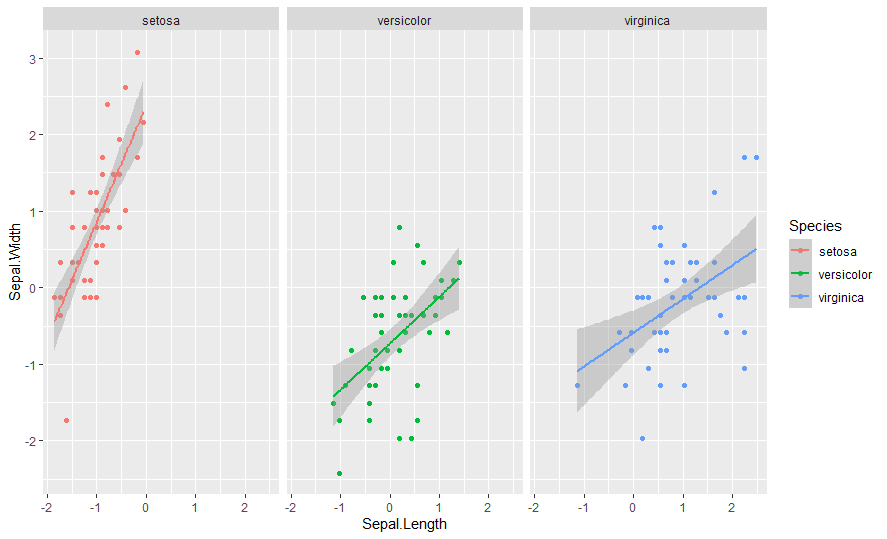 setosa versicolor virginica
3
2
1
0
-1
-2
Sepal.Width
-2 -1 0 1 2 -2 -1 0 1 2 -2 -1 0 1 2
Sepal.Length
Species
setosa
versicolor
virginica